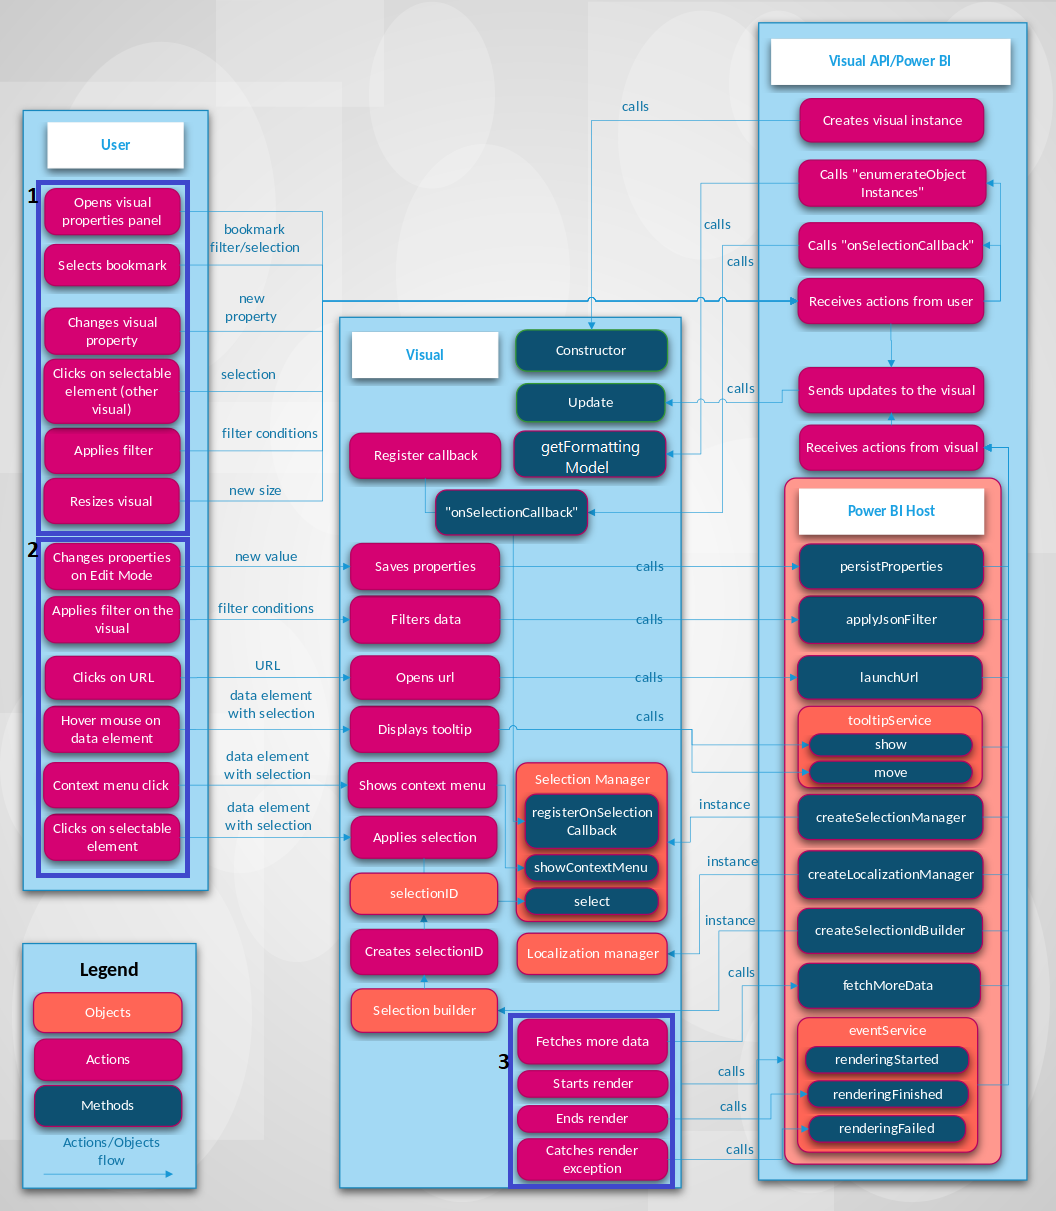 User
1
Opens visual
properties panel
Selects bookmark
Changes visual
property
Clicks on selectable
element (other
visual)
Applies filter
Resizes visual
2
Changes properties
on Edit Mode
Applies filter on the
visual
Clicks on URL
Hover mouse on
data element
Context menu click
Clicks on selectable
element
bookmark
filter/selection
new
property
selection
filter conditions
new size
new value
filter conditions
URL
data element
with selection
data element
with selection
data element
with selection
Legend
Objects
Actions
Methods
Actions/Objects
flow
Visual
Constructor
Update
getFormatting
Model
Register callback
"onSelectionCallback"
Saves properties
Filters data
Opens url
Displays tooltip
Shows context menu
Applies selection
selectionID
Creates selectionID
Selection builder
Selection Manager
registerOnSelection
Callback
showContextMenu
select
Localization manager
3
Fetches more data
Starts render
Ends render
Catches render
exception
calls
calls
calls
calls
calls
calls
calls
calls
instance
instance
instance
calls
calls
calls
calls
Visual API/Power BI
Creates visual instance
Calls "enumerateObject
Instances"
Calls "onSelectionCallback"
Receives actions from user
Sends updates to the visual
Receives actions from visual
Power BI Host
persistProperties
applyJsonFilter
launchUrl
tooltipService
show
move
createSelectionManager
createLocalizationManager
createSelectionIdBuilder
fetchMoreData
eventService
renderingStarted
renderingFinished
renderingFailed